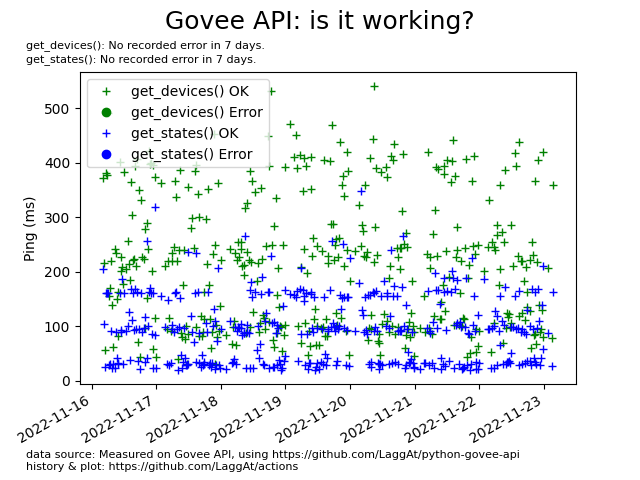 Govee API: is it working?
get_devices(): No recorded error in 7 days.
get_states(): No recorded error in 7 days.
get_devices() OK
get_devices() Error
get_states() OK
get_states() Error
Ping (ms)
500
400
300
200
100
0
2022-11-16
2022-11-17
2022-11-18
2022-11-19
2022-11-20
2022-11-21
2022-11-22
2022-11-23
data source: Measured on Govee API, using https://github.com/LaggAt/python-govee-api
history & plot: https://github.com/LaggAt/actions